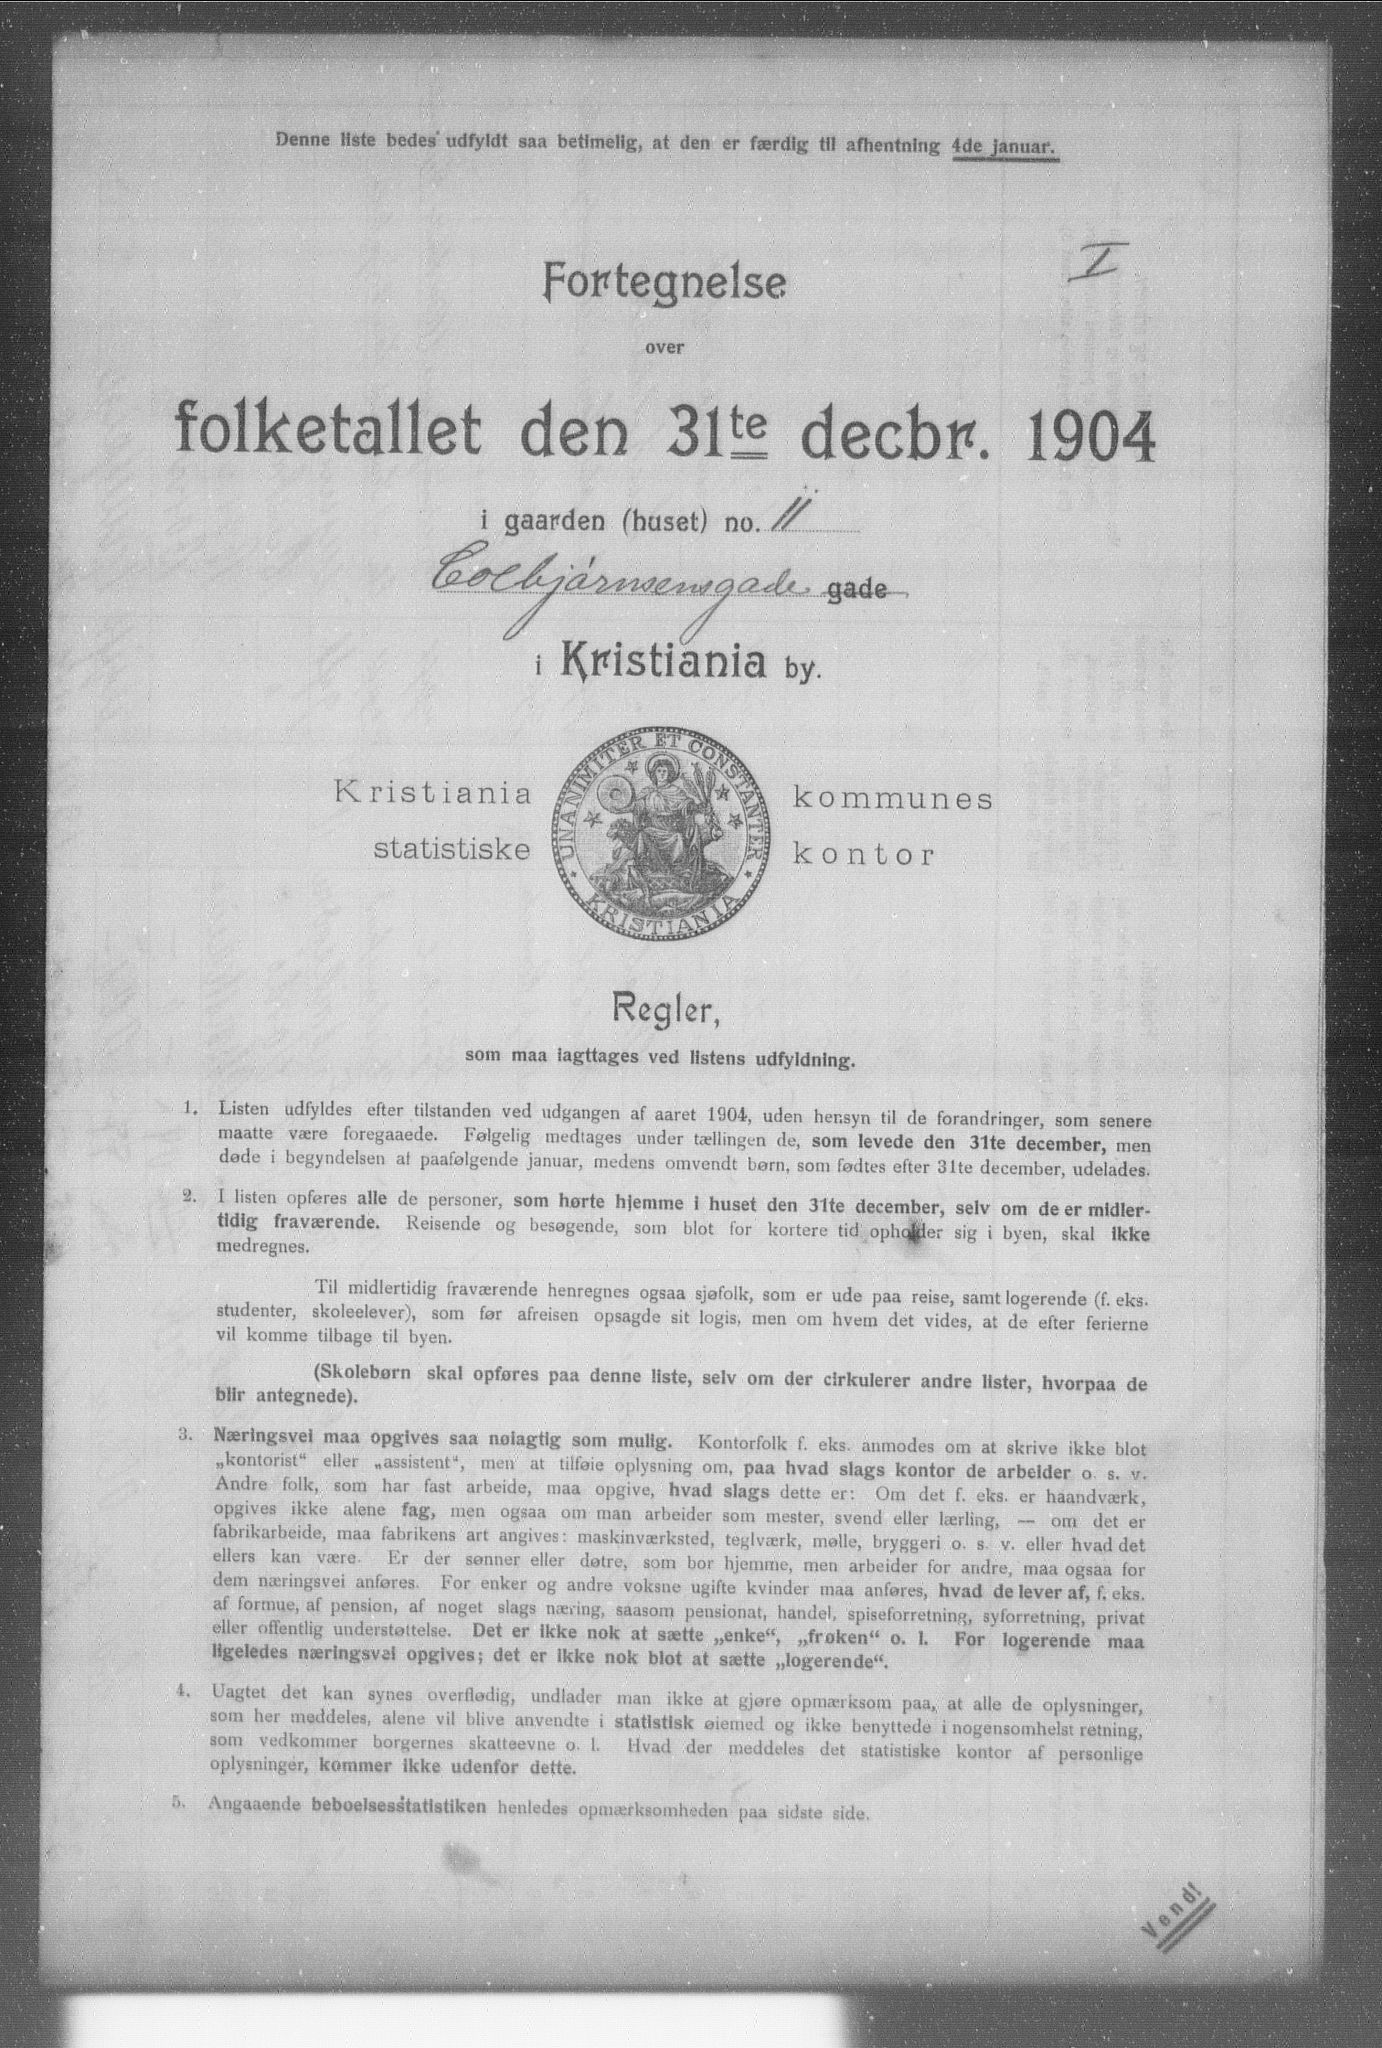 Denne liste bedes udfyldt saa betimelig, at den er færdig til afhentning 4de januar.
I
Fortegnelse
over
folketallet den 31te decbr. 1904
i gaarden (huset) no. 11
Colbjørnsensgade gade
i Kristiania by.
UNANIMITER ET CONSTANTER
KRISTIANIA
Kristiania kommunes
statistiske kontor
Regler,
som maa iagttages ved listens udfyldning.
1. Listen udfyldes efter tilstanden ved udgangen af aaret 1904, uden hensyn til de forandringer, som senere
maatte være foregaaede. Følgelig medtages under tællingen de, som levede den 31te december, men
døde i begyndelsen af paafølgende januar, medens omvendt børn, som fødtes efter 31te december, udelades.
2. I listen opføres alle de personer, som hørte hjemme i huset den 31te december, selv om de er midler-
tidig fraværende. Reisende og besøgende, som blot for kortere tid opholder sig i byen, skal ikke
medregnes.
Til midlertidig fraværende henregnes ogsaa sjøfolk, som er ude paa reise, samt logerende (f. eks.
studenter, skoleelever), som før afreisen opsagde sit logis, men om hvem det vides, at de efter ferierne
vil komme tilbage til byen.
(Skolebørn skal opføres paa denne liste, selv om der cirkulerer andre lister, hvorpaa de
blir antegnede).
3. Næringsvei maa opgives saa nøiagtig som mulig. Kontorfolk f. eks. anmodes om at skrive ikke blot
„kontorist“ eller „assistent“, men at tilføie oplysning om, paa hvad slags kontor de arbeider o. s. v.
Andre folk, som har fast arbeide, maa opgive, hvad slags dette er: Om det f. eks. er haandværk,
opgives ikke alene fag, men ogsaa om man arbeider som mester, svend eller lærling, — om det er
fabrikarbeide, maa fabrikens art angives: maskinværksted, teglværk, mølle, bryggeri o. s. v. eller hvad det
ellers kan være. Er der sønner eller døtre, som bor hjemme, men arbeider for andre, maa ogsaa for
dem næringsvei anføres. For enker og andre voksne ugifte kvinder maa anføres, hvad de lever af, f. eks.
af formue, af pension, af noget slags næring, saasom pensionat, handel, spiseforretning, syforretning, privat
eller offentlig understøttelse. Det er ikke nok at sætte „enke“, „frøken“ o. l. For logerende maa
ligeledes næringsvei opgives; det er ikke nok blot at sætte „logerende“.
4. Uagtet det kan synes overflødig, undlader man ikke at gjøre opmærksom paa, at alle de oplysninger,
som her meddeles, alene vil blive anvendte i statistisk øiemed og ikke benyttede i nogensomhelst retning,
som vedkommer borgernes skatteevne o. l. Hvad der meddeles det statistiske kontor af personlige
oplysninger, kommer ikke udenfor dette.
5. Angaaende beboelsesstatistiken henledes opmærksomheden paa sidste side.
Vend!